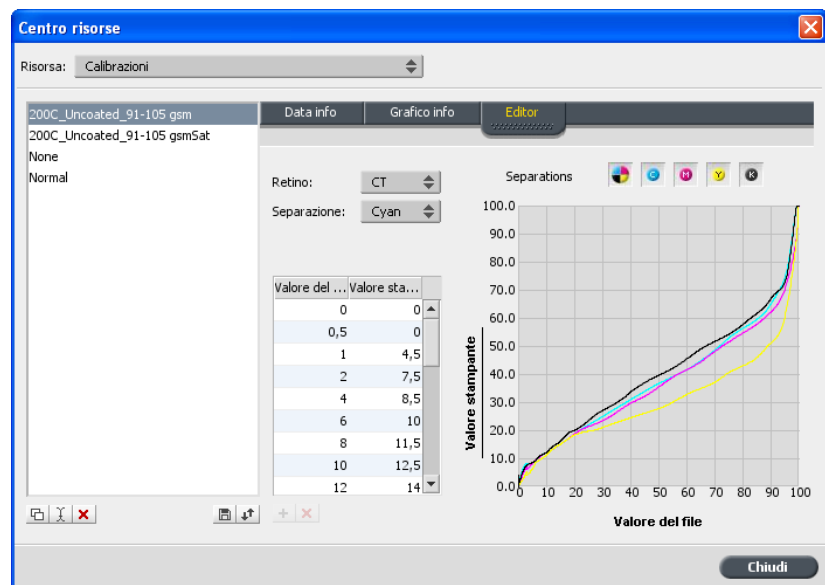 Centro risorse
Risorsa: Calibrazioni
200C_Uncoated_91-105 gsm
200C_Uncoated_91-105 gsmSat
None
Normal
Data info Grafico info Editor
Retino: CT
Separazione: Cyan
Separations C M Y K
Valore del ... Valore sta...
0 0
0,5 0
1 4,5
2 7,5
4 8,5
6 10
8 11,5
10 12,5
12 14
100.0
90.0
80.0
70.0
60.0
50.0
40.0
30.0
20.0
10.0
0.0
Valore stampante
0 10 20 30 40 50 60 70 80 90 100
Valore del file
Chiudi